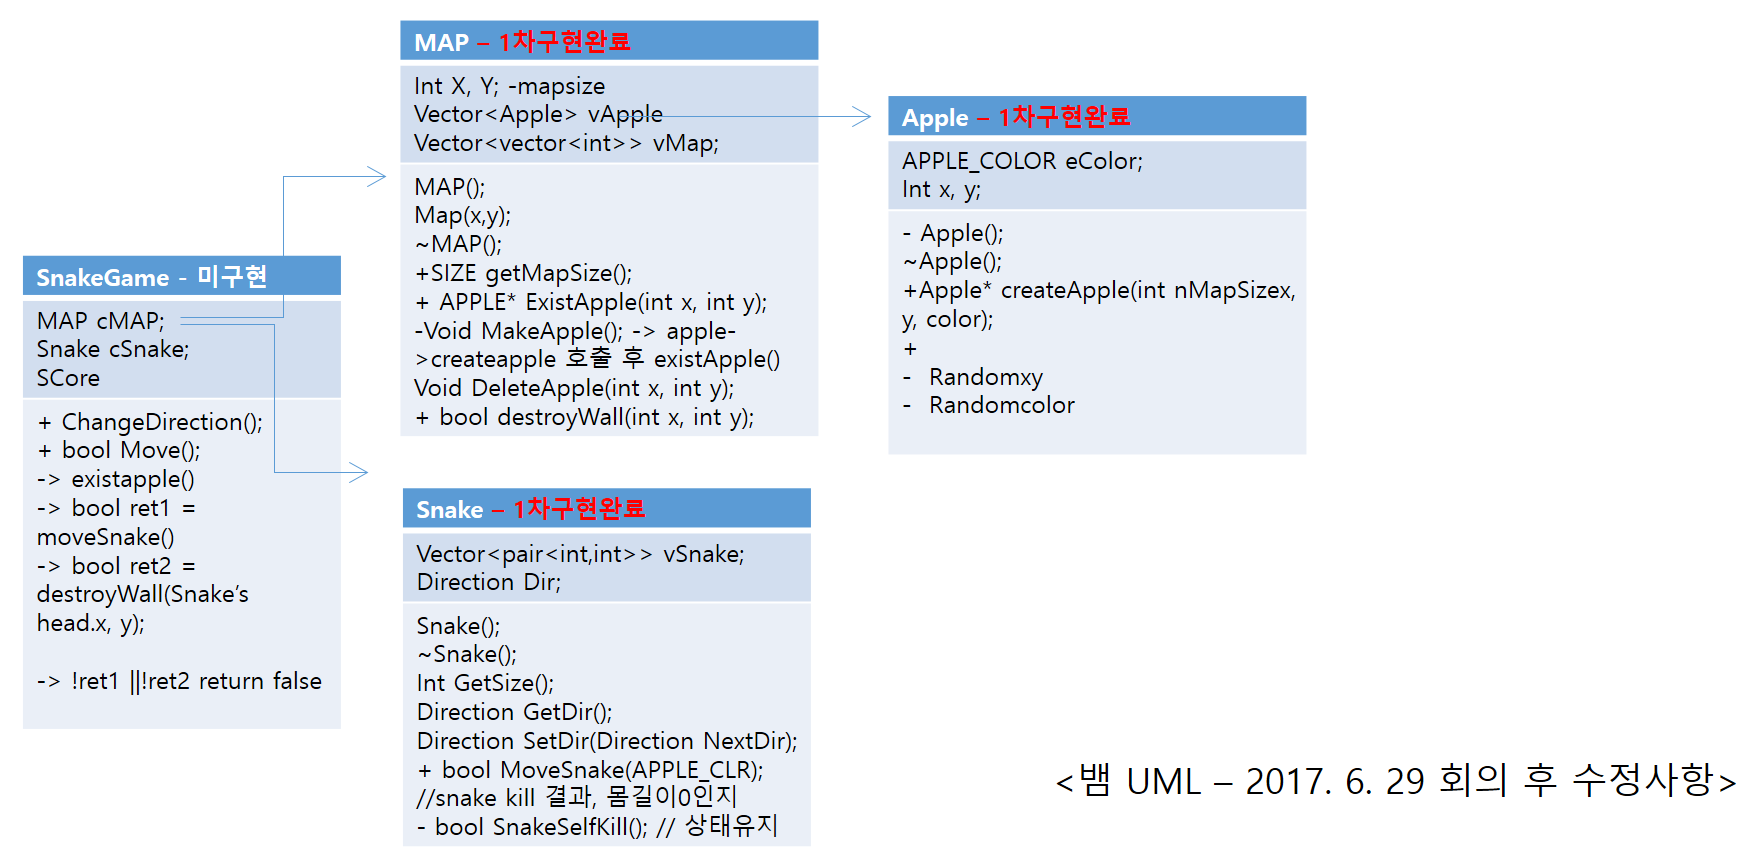 MAP – 1차구현완료
Int X, Y; -mapsize
Vector<Apple> vApple
Vector<vector<int>> vMap;
MAP();
Map(x,y);
~MAP();
+SIZE getMapSize();
+ APPLE* ExistApple(int x, int y);
-Void MakeApple(); -> apple-
>createapple 호출 후 existApple()
Void DeleteApple(int x, int y);
+ bool destroyWall(int x, int y);
Apple – 1차구현완료
APPLE_COLOR eColor;
Int x, y;
- Apple();
~Apple();
+Apple* createApple(int nMapSizex,
y, color);
+
- Randomxy
- Randomcolor
SnakeGame - 미구현
MAP cMAP;
Snake cSnake;
SCore
+ ChangeDirection();
+ bool Move();
-> existapple()
-> bool ret1 =
moveSnake()
-> bool ret2 =
destroyWall(Snake’s
head.x, y);
-> !ret1 ||!ret2 return false
Snake – 1차구현완료
Vector<pair<int,int>> vSnake;
Direction Dir;
Snake();
~Snake();
Int GetSize();
Direction GetDir();
Direction SetDir(Direction NextDir);
+ bool MoveSnake(APPLE_CLR);
//snake kill 결과, 몸길이0인지
- bool SnakeSelfKill(); // 상태유지
<뱀 UML – 2017. 6. 29 회의 후 수정사항>